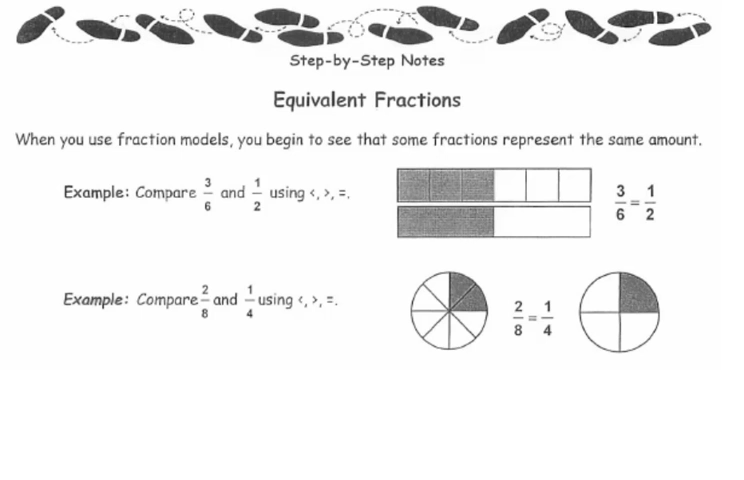 Step-by-Step Notes
Equivalent Fractions
When you use fraction models, you begin to see that some fractions represent the same amount.
Example: Compare 3/6 and 1/2 using <, >, =.
3/6 = 1/2
Example: Compare 2/8 and 1/4 using <, >, =.
2/8 = 1/4